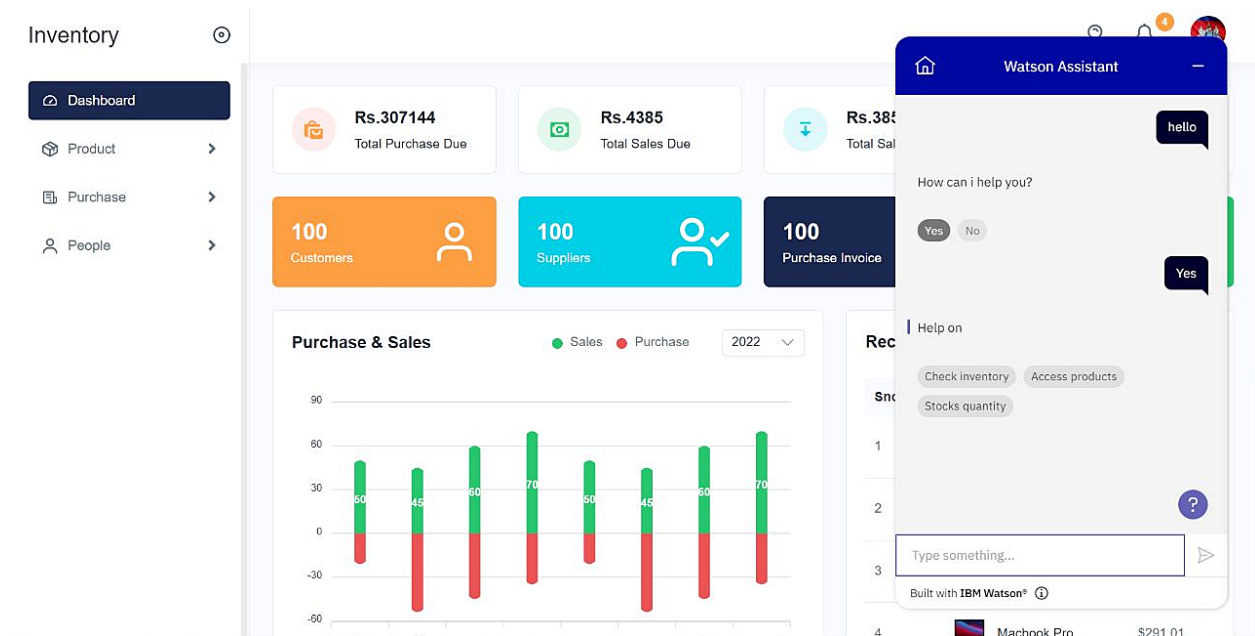 Inventory
4
Dashboard
Product
Purchase
People
Rs.307144
Total Purchase Due
Rs.4385
Total Sales Due
Rs.385
Total Sal
100
Customers
100
Suppliers
100
Purchase Invoice
Purchase & Sales
Sales
Purchase
2022
90
60
30
0
-30
-60
50
45
60
70
50
45
60
70
Rec
Sno
1
2
3
4
Macbook Pro
$291.01
Watson Assistant
hello
How can i help you?
Yes
No
Yes
Help on
Check inventory
Access products
Stocks quantity
?
Type something...
Built with IBM Watson®